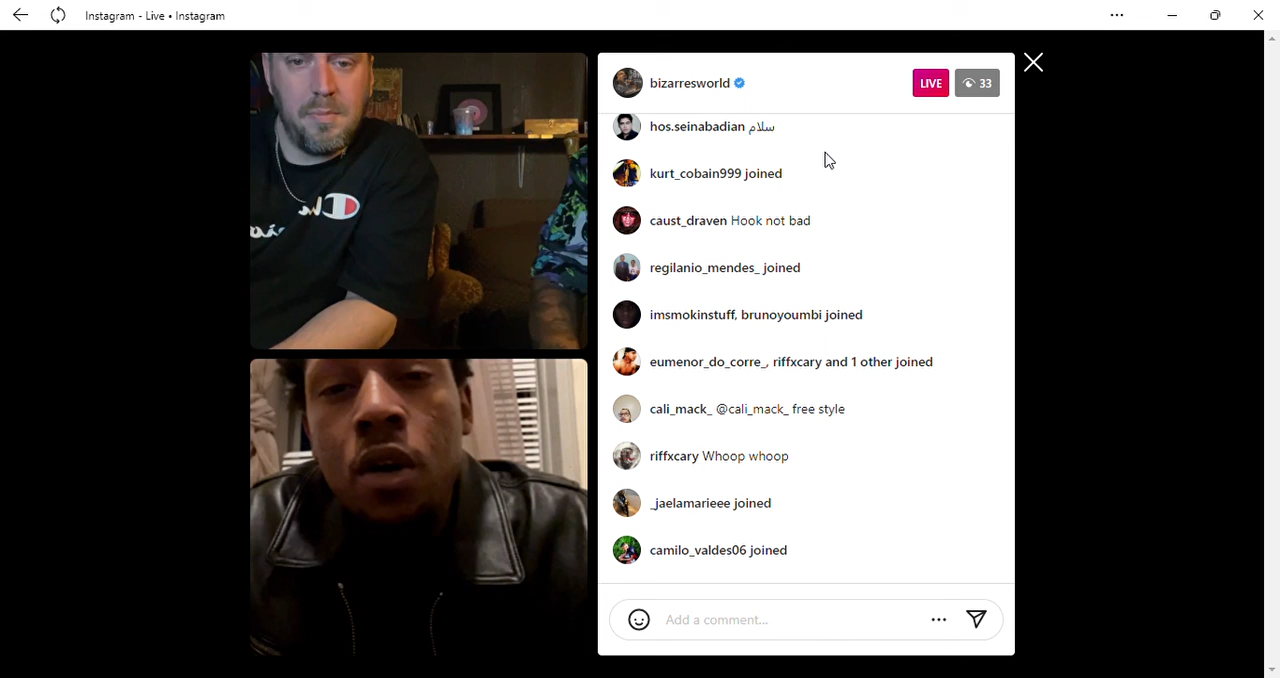 Instagram - Live • Instagram
bizarresworld
LIVE
33
hos.seinabadian سلام
kurt_cobain999 joined
caust_draven Hook not bad
regilanio_mendes_ joined
imsmokinstuff, brunoyoumbi joined
eumenor_do_corre_, riffxcary and 1 other joined
cali_mack_ @cali_mack_ free style
riffxcary Whoop whoop
_jaelamarieee joined
camilo_valdes06 joined
Add a comment...